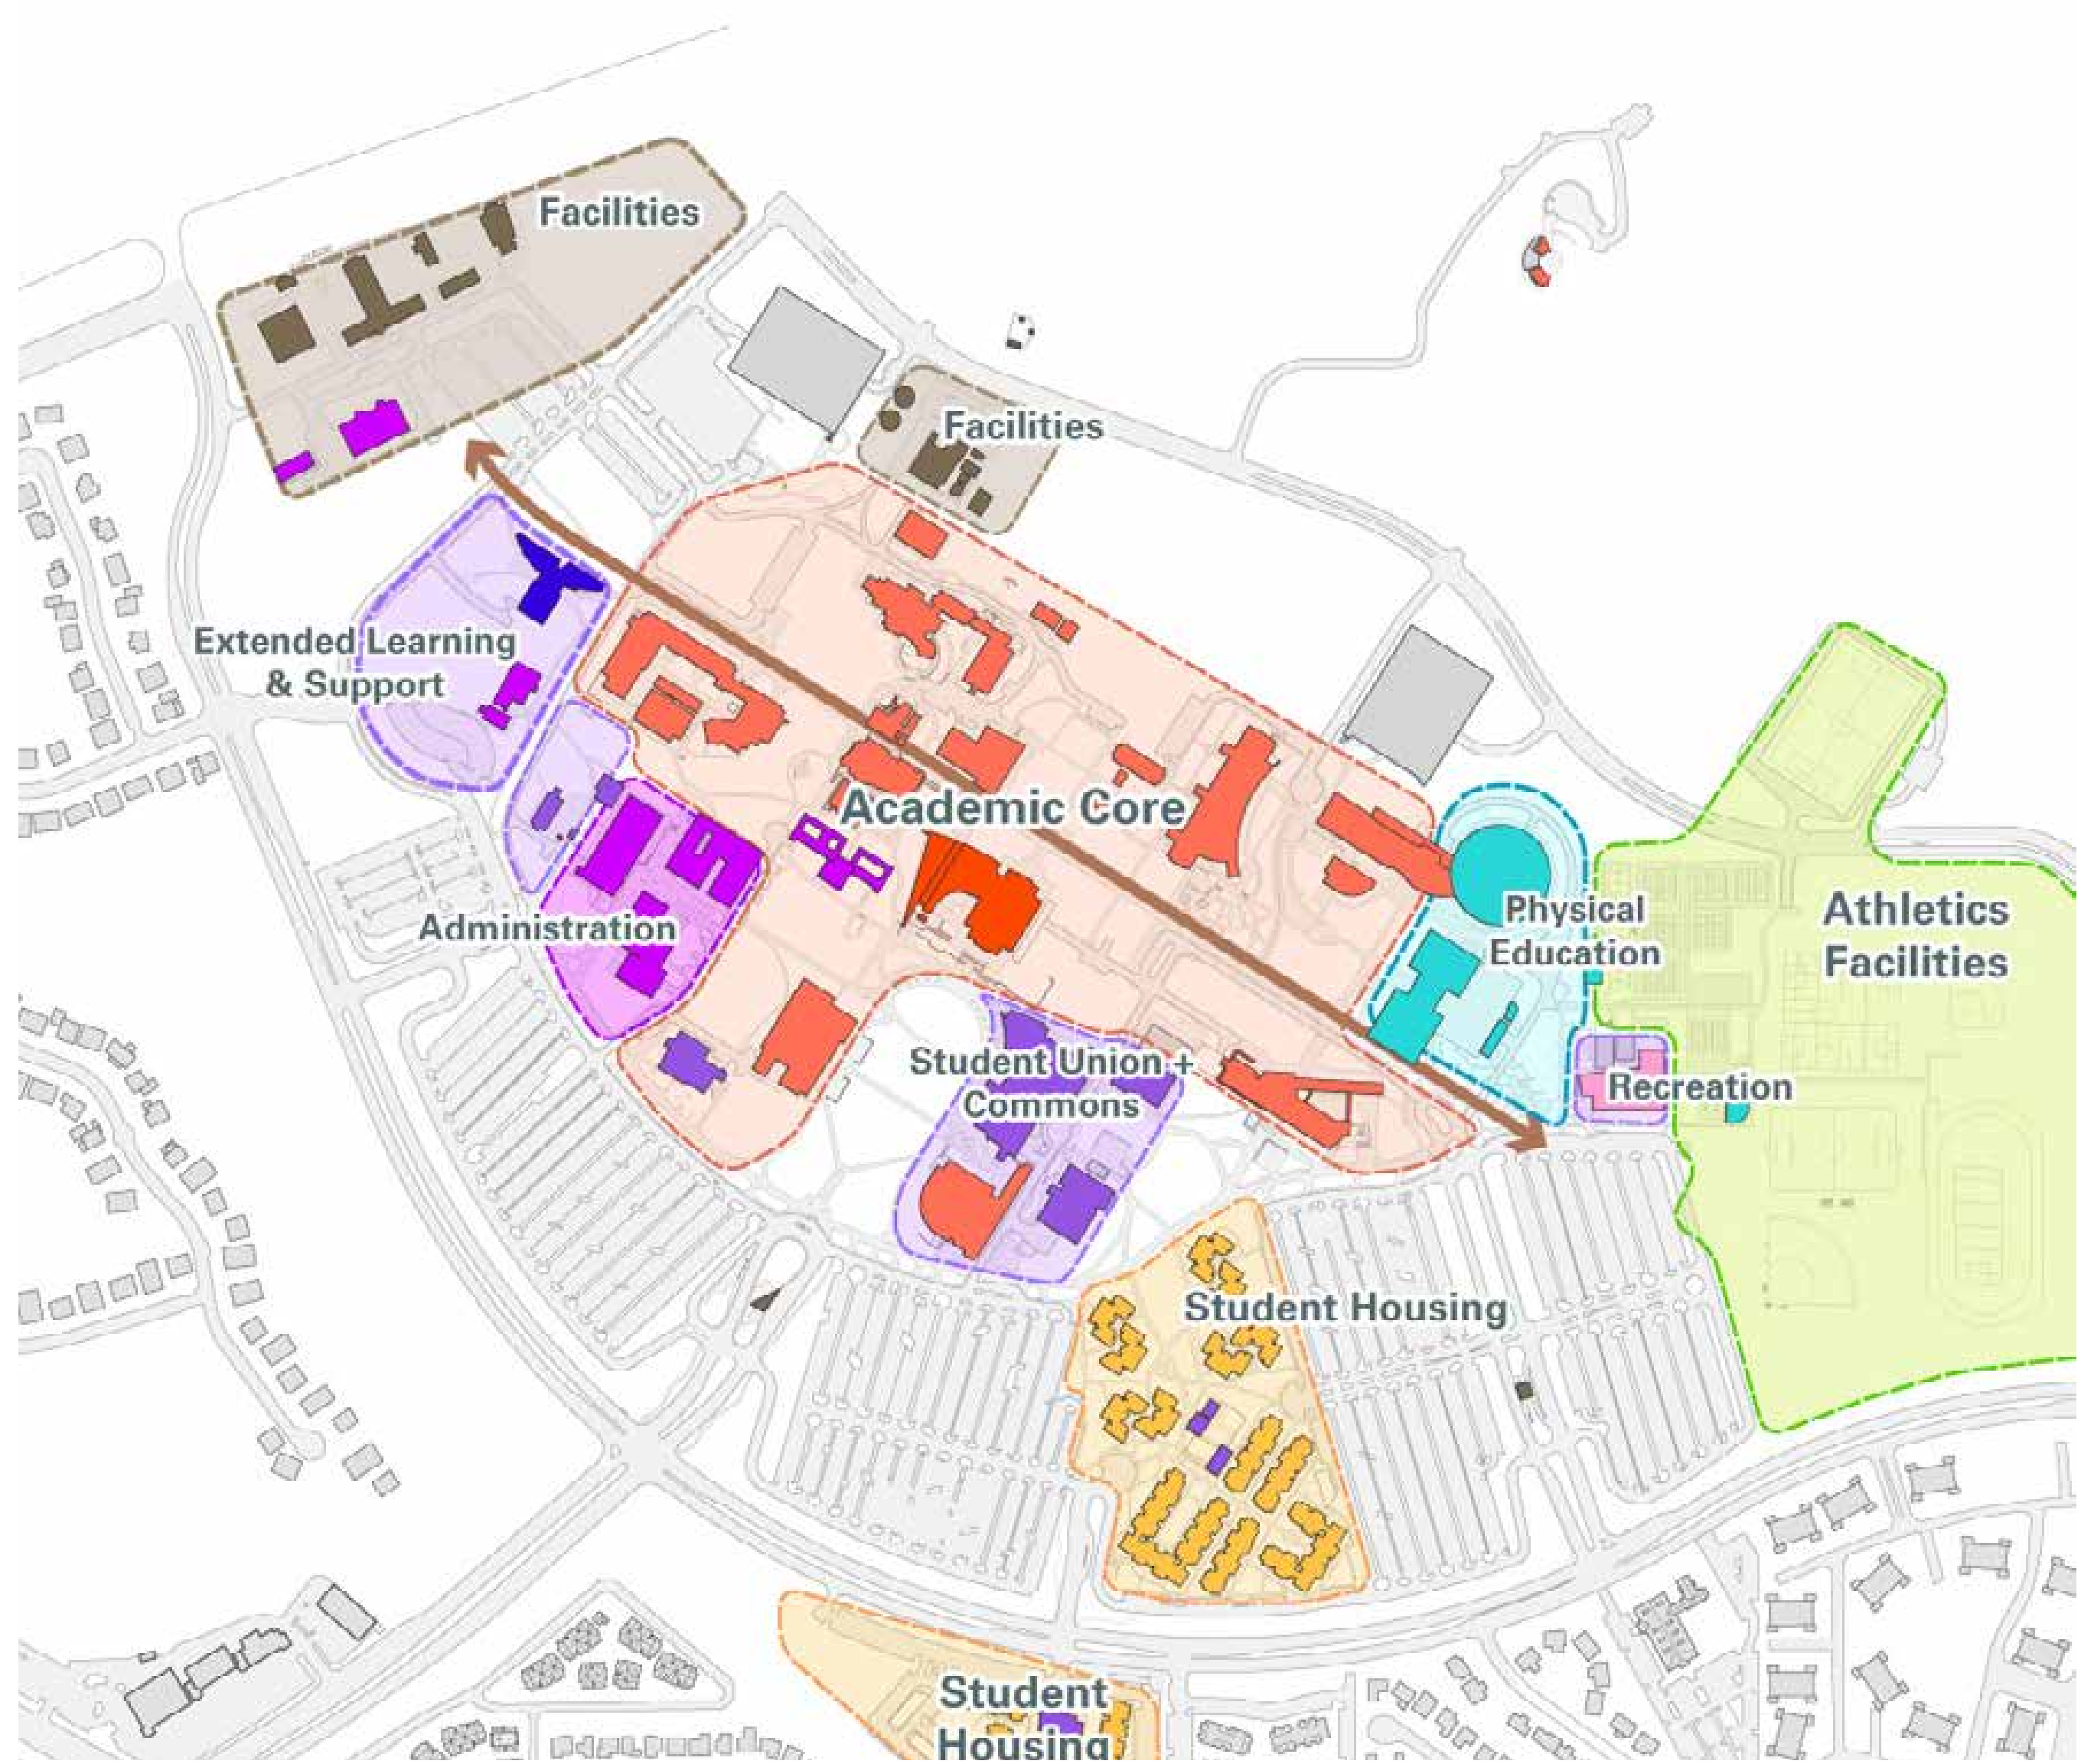 Facilities
Facilities
Extended Learning
& Support
Academic Core
Administration
Physical
Education
Athletics
Facilities
Student Union +
Commons
Recreation
Student Housing
Student
Housing